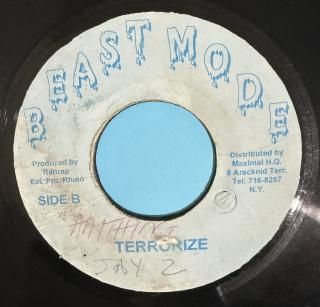 BEAST MODE
Produced by
Rattrap
Ext. Pro. Rhino
SIDE B
Distributed by
Maximal H.Q.
8 Aracknid Terr.
Tel: 716-8257
N.Y.
TERRORIZE
JAY Z